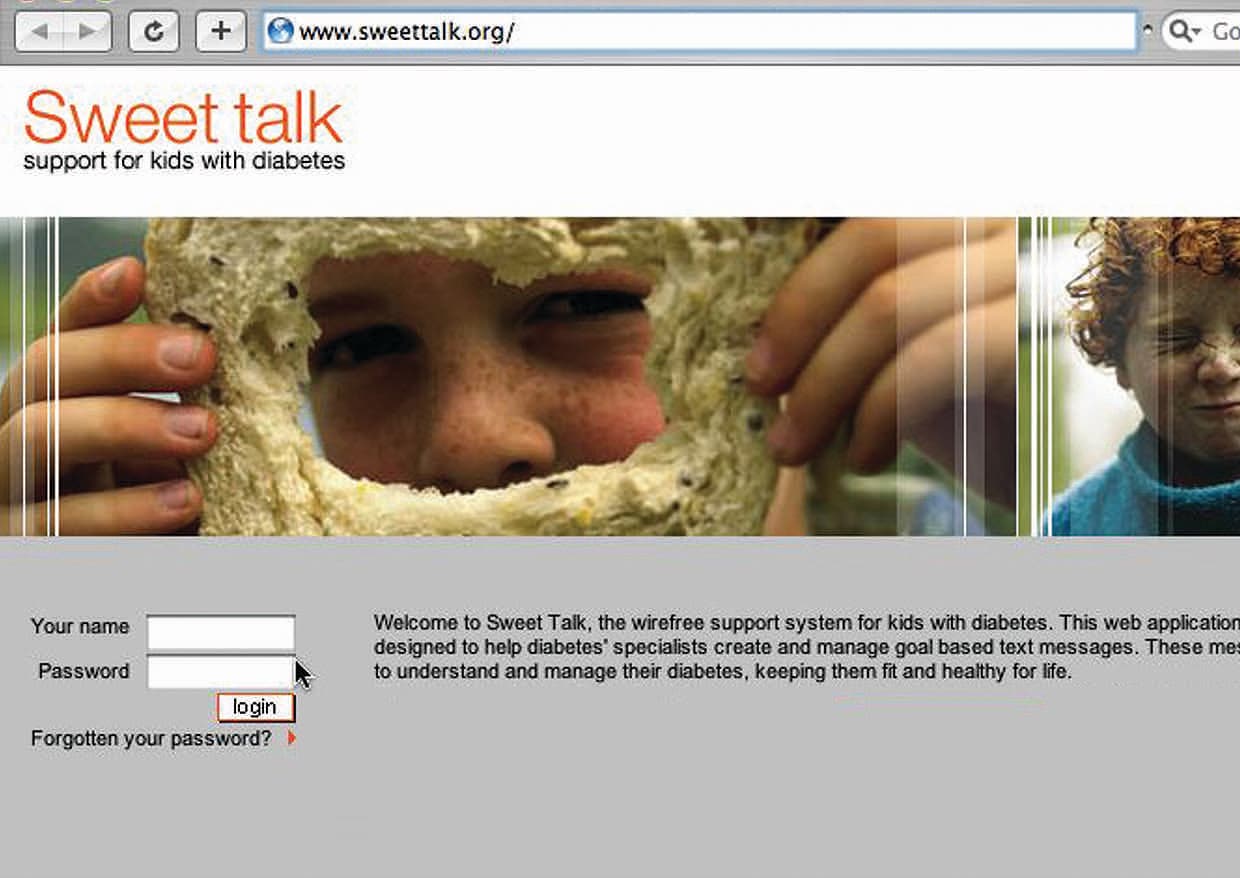 www.sweettalk.org/
Go
Sweet talk
support for kids with diabetes
Your name
Password
login
Forgotten your password?
Welcome to Sweet Talk, the wirefree support system for kids with diabetes. This web application
designed to help diabetes' specialists create and manage goal based text messages. These mes
to understand and manage their diabetes, keeping them fit and healthy for life.